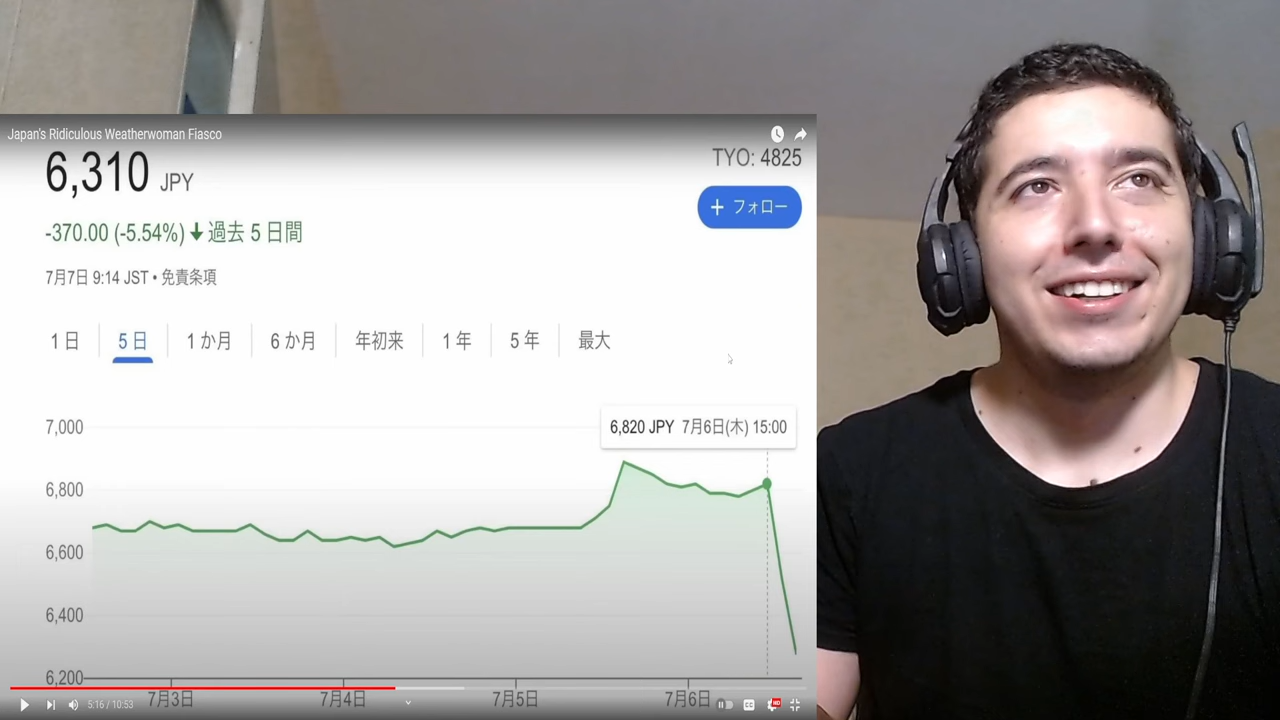 Japan's Ridiculous Weatherwoman Fiasco
6,310 JPY
TYO: 4825
+ フォロー
-370.00 (-5.54%) ↓ 過去 5 日間
7月7日 9:14 JST • 免責条項
1 日 5 日 1 か月 6 か月 年初来 1 年 5 年 最大
7,000
6,820 JPY 7月6日(木) 15:00
6,800
6,600
6,400
6,200
7月3日 7月4日 7月5日 7月6日
5:16 / 10:53
CC HD